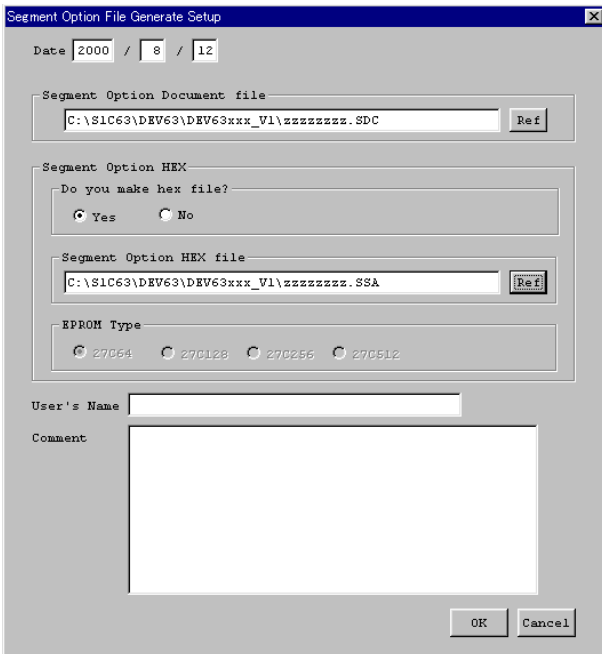 Segment Option File Generate Setup
Date 2000 / 8 / 12
Segment Option Document file
C:\S1C63\DEV63\DEV63xxx_V1\zzzzzzzz.SDC Ref
Segment Option HEX
Do you make hex file?
Yes No
Segment Option HEX file
C:\S1C63\DEV63\DEV63xxx_V1\zzzzzzzz.SSA Ref
EPROM Type
27C64 27C128 27C256 27C512
User's Name
Comment
OK Cancel